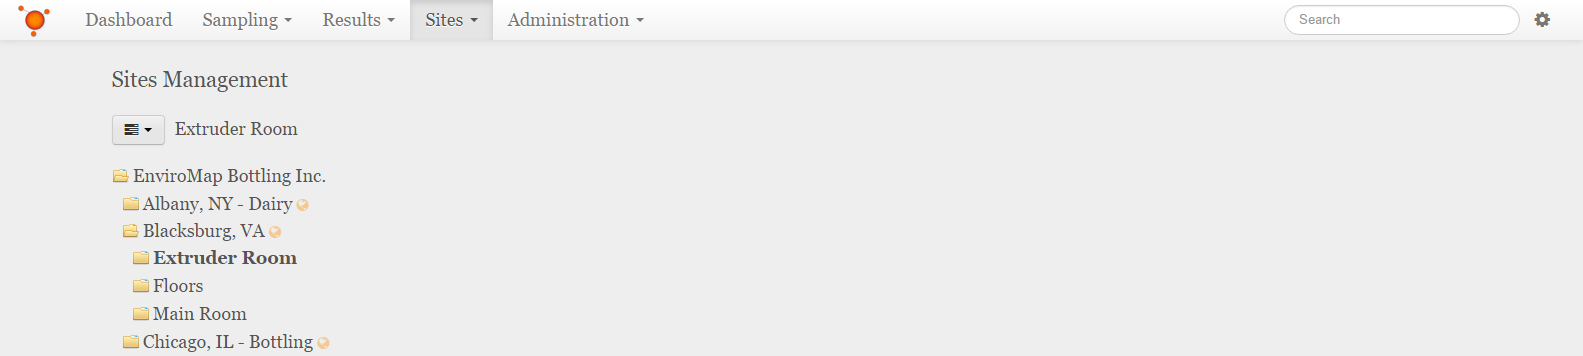 Dashboard Sampling Results Sites Administration Search
Sites Management
Extruder Room
EnviroMap Bottling Inc.
Albany, NY - Dairy
Blacksburg, VA
Extruder Room
Floors
Main Room
Chicago, IL - Bottling